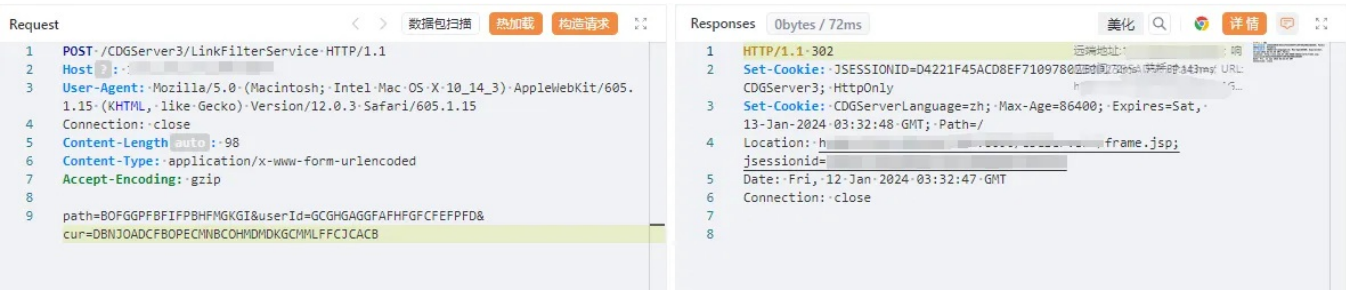 Request
数据包扫描
热加载
构造请求
1 POST /CDGServer3/LinkFilterService HTTP/1.1
2 Host ? :
3 User-Agent: Mozilla/5.0 (Macintosh; Intel Mac OS X 10_14_3) AppleWebKit/605.
1.15 (KHTML, like Gecko) Version/12.0.3 Safari/605.1.15
4 Connection: close
5 Content-Length auto : 98
6 Content-Type: application/x-www-form-urlencoded
7 Accept-Encoding: gzip
8
9 path=BOFGGPFBFIFPBHFMGKGI&userId=GCGHGAGGFAFHFGFCFEFPFD&
cur=DBNJOADCFBOPECMNBCOHMDMDKGCMMLFFCJCACB
Responses
0bytes / 72ms
美化
详情
1 HTTP/1.1 302
远端地址:
响
2 Set-Cookie: JSESSIONID=D4221F45ACD8EF7109780
URL:
CDGServer3; HttpOnly
3 Set-Cookie: CDGServerLanguage=zh; Max-Age=86400; Expires=Sat,
13-Jan-2024 03:32:48 GMT; Path=/
4 Location: h
frame.jsp;
jsessionid=
5 Date: Fri, 12 Jan 2024 03:32:47 GMT
6 Connection: close
7
8